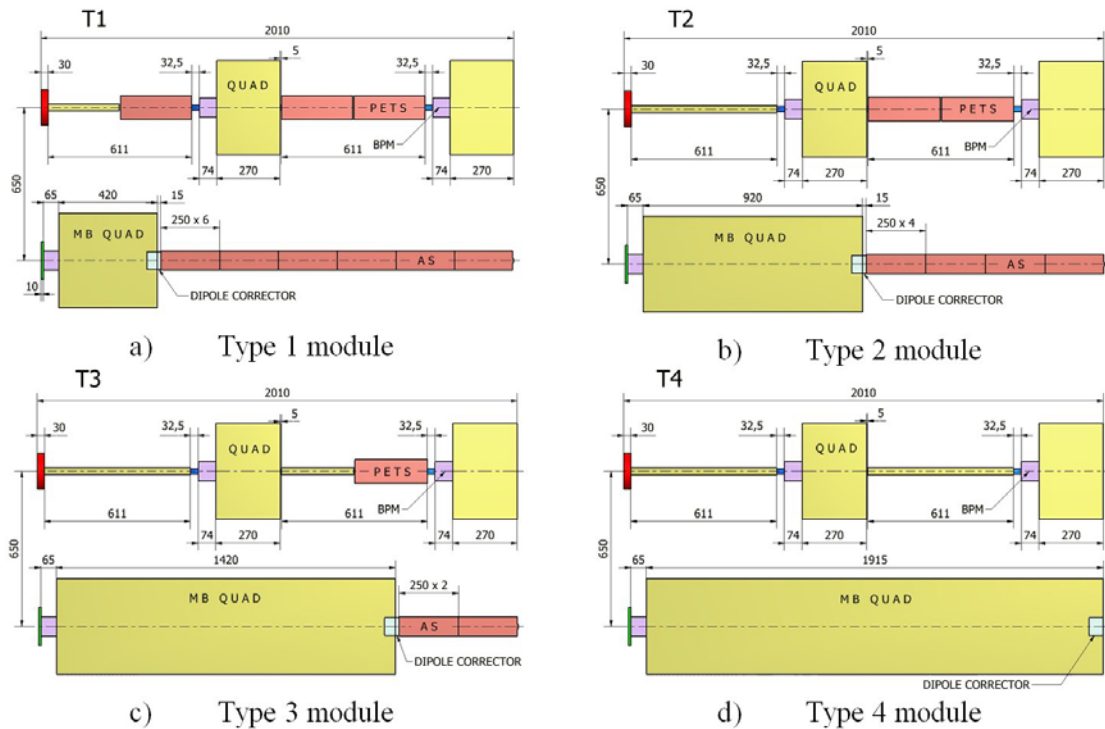 T1
2010
30
32,5
5
32,5
QUAD
PETS
BPM
611
611
74
270
74
270
650
65
420
15
250 x 6
MB QUAD
AS
10
DIPOLE CORRECTOR
a) Type 1 module
T2
2010
30
32,5
5
32,5
QUAD
PETS
BPM
611
611
74
270
74
270
650
65
920
15
250 x 4
MB QUAD
AS
DIPOLE CORRECTOR
b) Type 2 module
T3
2010
30
32,5
5
32,5
QUAD
PETS
BPM
611
611
74
270
74
270
650
65
1420
250 x 2
MB QUAD
AS
DIPOLE CORRECTOR
c) Type 3 module
T4
2010
30
32,5
5
32,5
QUAD
BPM
611
611
74
270
74
270
650
65
1915
MB QUAD
DIPOLE CORRECTOR
d) Type 4 module